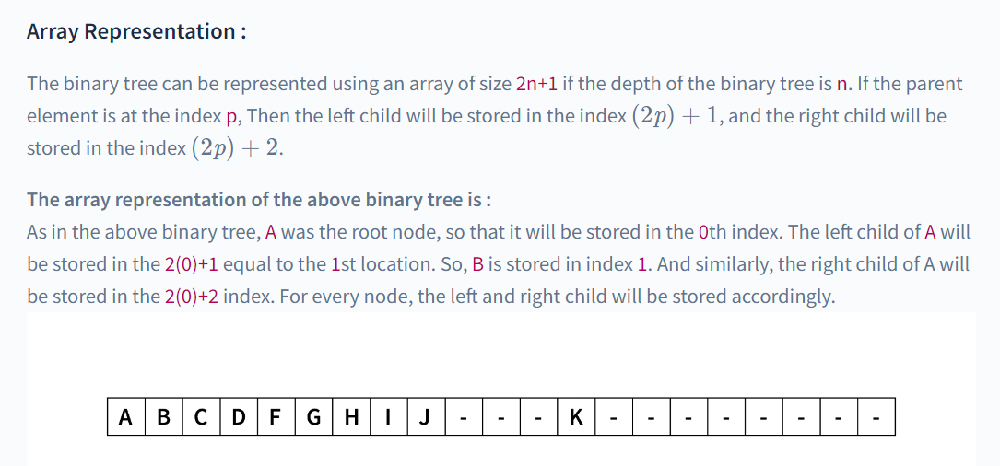 Array Representation :
The binary tree can be represented using an array of size 2n+1 if the depth of the binary tree is n. If the parent
element is at the index p, Then the left child will be stored in the index (2p) + 1, and the right child will be
stored in the index (2p) + 2.
The array representation of the above binary tree is :
As in the above binary tree, A was the root node, so that it will be stored in the 0th index. The left child of A will
be stored in the 2(0)+1 equal to the 1st location. So, B is stored in index 1. And similarly, the right child of A will
be stored in the 2(0)+2 index. For every node, the left and right child will be stored accordingly.
A B C D F G H I J - - - K - - - - - - - -